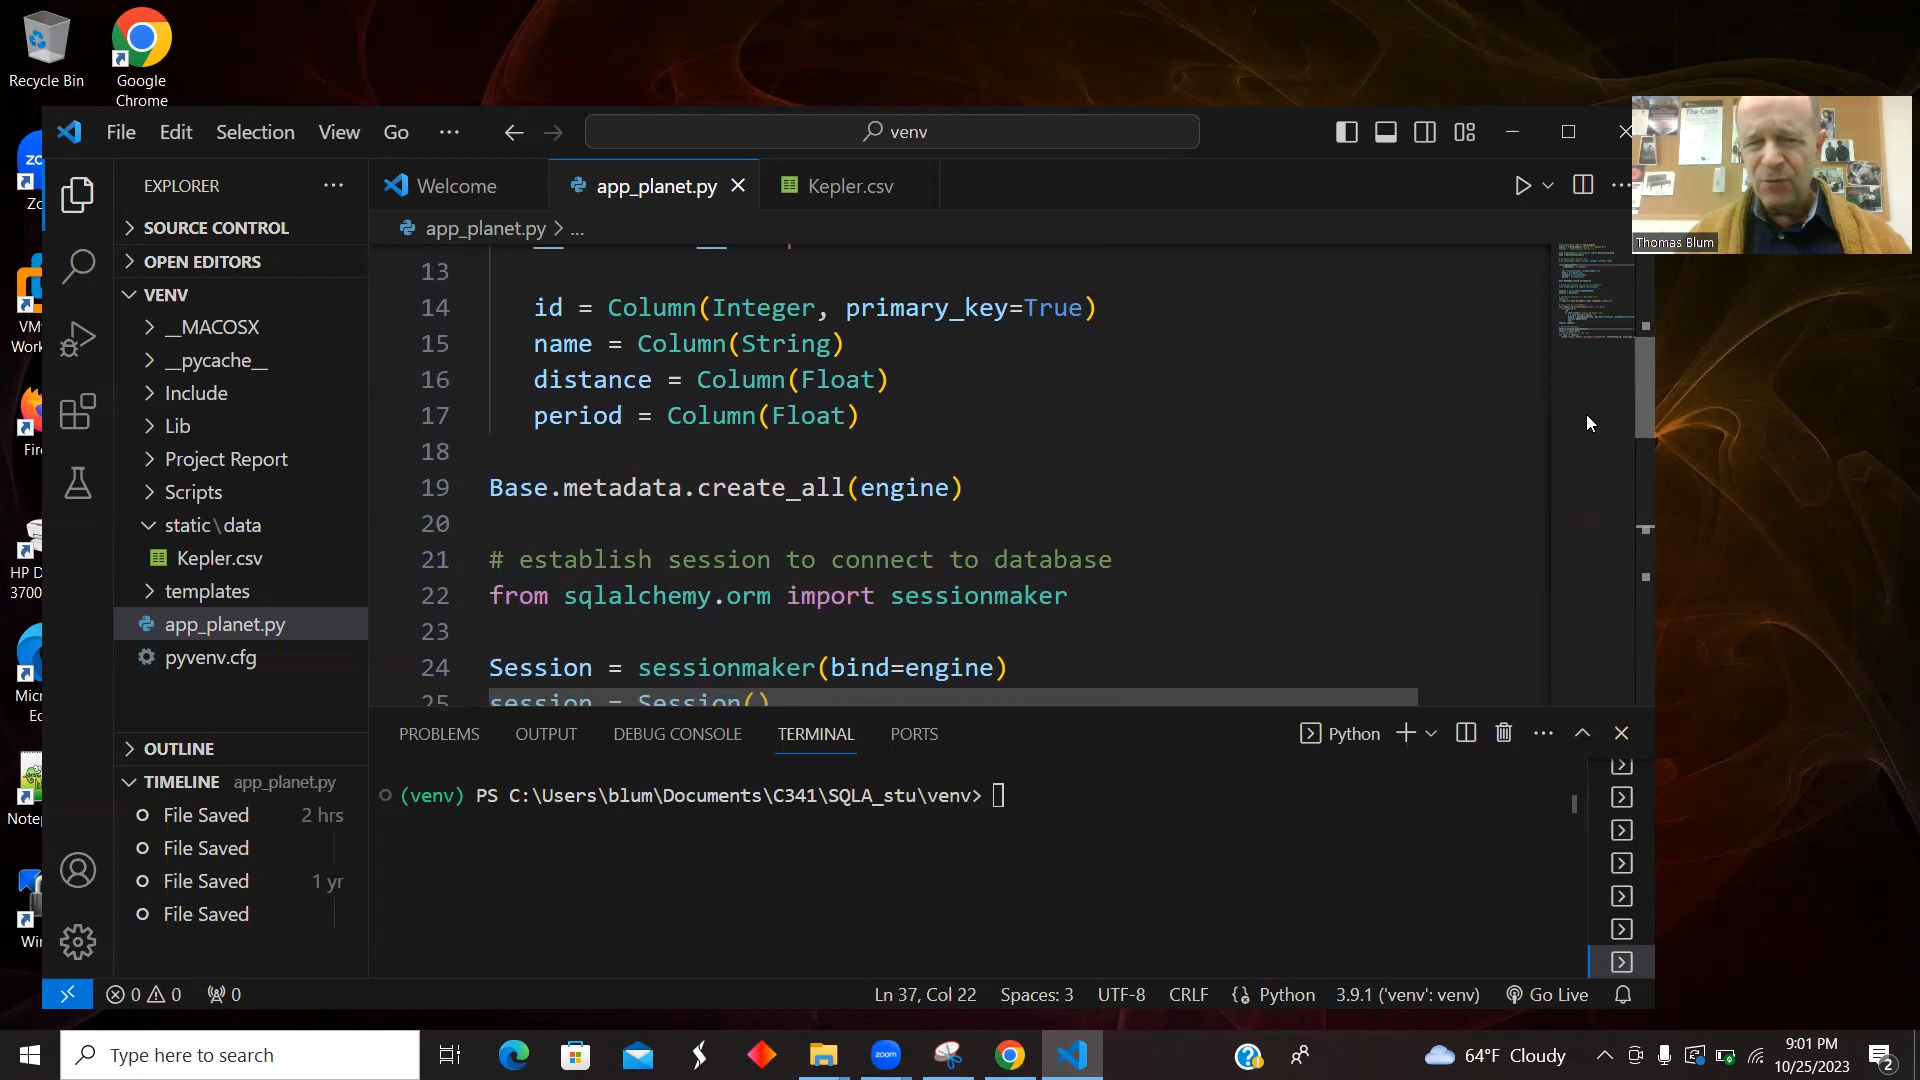 Recycle Bin
Google
Chrome
File Edit Selection View Go
venv
The Code
Thomas Blum
EXPLORER
SOURCE CONTROL
OPEN EDITORS
VENV
__MACOSX
__pycache__
Include
Lib
Project Report
Scripts
static\data
Kepler.csv
templates
app_planet.py
pyvenv.cfg
OUTLINE
TIMELINE app_planet.py
File Saved 2 hrs
File Saved
File Saved 1 yr
File Saved
Welcome app_planet.py Kepler.csv
app_planet.py > ...
13
14 id = Column(Integer, primary_key=True)
15 name = Column(String)
16 distance = Column(Float)
17 period = Column(Float)
18
19 Base.metadata.create_all(engine)
20
21 # establish session to connect to database
22 from sqlalchemy.orm import sessionmaker
23
24 Session = sessionmaker(bind=engine)
25 session = Session()
PROBLEMS OUTPUT DEBUG CONSOLE TERMINAL PORTS
Python
(venv) PS C:\Users\blum\Documents\C341\SQLA_stu\venv>
0 0 0
Ln 37, Col 22 Spaces: 3 UTF-8 CRLF Python 3.9.1 ('venv': venv) Go Live
Type here to search
zoom
64°F Cloudy
9:01 PM
10/25/2023
2